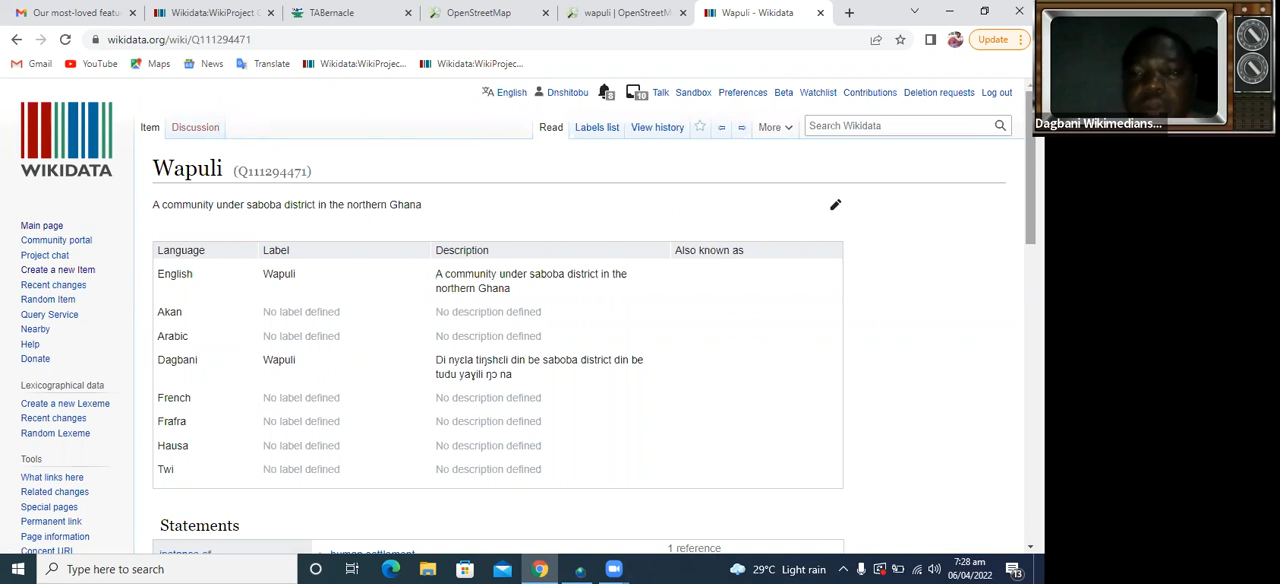 Our most-loved featu
Wikidata:WikiProject G
TABernacle
OpenStreetMap
wapuli | OpenStreetM
Wapuli - Wikidata
wikidata.org/wiki/Q111294471
Update
Gmail
YouTube
Maps
News
Translate
Wikidata:WikiProjec...
Wikidata:WikiProjec...
Dagbani Wikimedians...
English
Dnshitobu
Talk
Sandbox
Preferences
Beta
Watchlist
Contributions
Deletion requests
Log out
WIKIDATA
Item
Discussion
Read
Labels list
View history
More
Search Wikidata
Wapuli (Q111294471)
A community under saboba district in the northern Ghana
Main page
Community portal
Project chat
Create a new Item
Recent changes
Random Item
Query Service
Nearby
Help
Donate
Lexicographical data
Create a new Lexeme
Recent changes
Random Lexeme
Tools
What links here
Related changes
Special pages
Permanent link
Page information
Concept URI
Language Label Description Also known as
English Wapuli A community under saboba district in the
northern Ghana
Akan No label defined No description defined
Arabic No label defined No description defined
Dagbani Wapuli Di nyɛla tiŋshɛli din be saboba district din be
tudu yaɣili ŋɔ na
French No label defined No description defined
Frafra No label defined No description defined
Hausa No label defined No description defined
Twi No label defined No description defined
Statements
instance of
human settlement
1 reference
Type here to search
29°C Light rain
7:28 am
06/04/2022
13